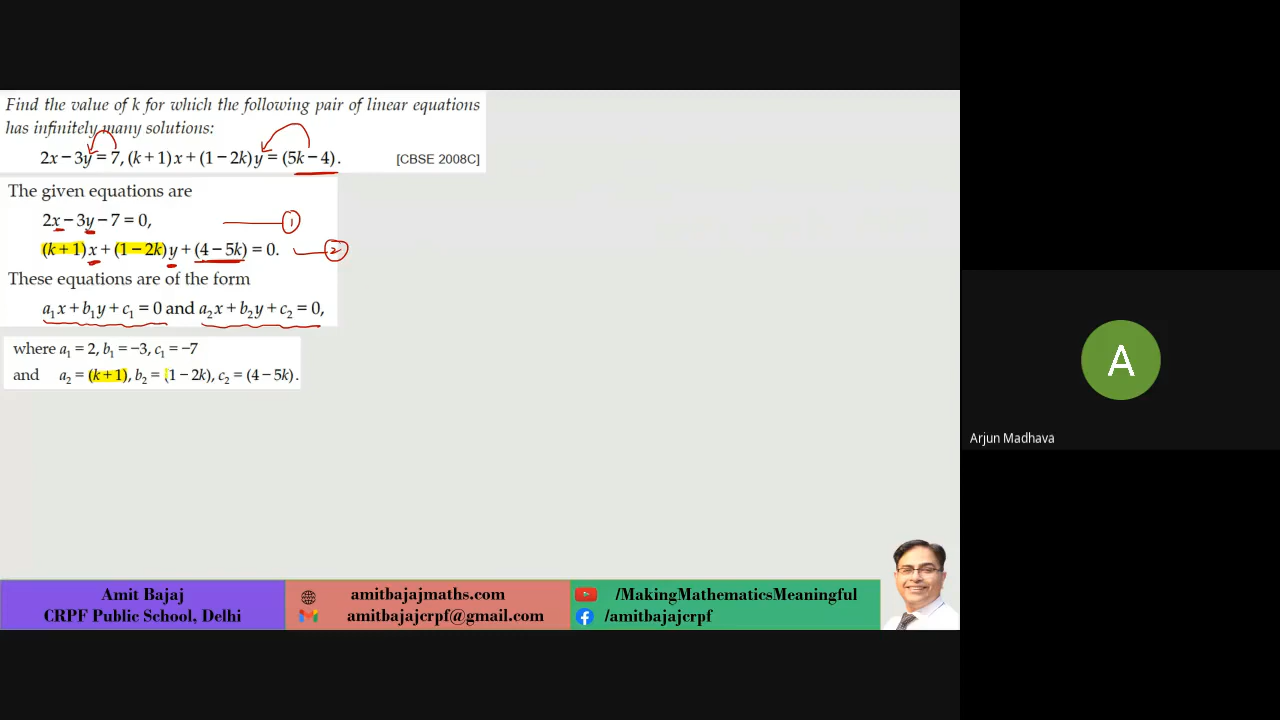 Find the value of k for which the following pair of linear equations
has infinitely many solutions:
2x − 3y = 7, (k + 1) x + (1 − 2k) y = (5k − 4). [CBSE 2008C]
The given equations are
2x − 3y − 7 = 0, 1
(k + 1) x + (1 − 2k) y + (4 − 5k) = 0. 2
These equations are of the form
a₁x + b₁y + c₁ = 0 and a₂x + b₂y + c₂ = 0,
where a₁ = 2, b₁ = −3, c₁ = −7
and a₂ = (k + 1), b₂ = (1 − 2k), c₂ = (4 − 5k).
A
Arjun Madhava
Amit Bajaj
CRPF Public School, Delhi
amitbajajmaths.com
amitbajajcrpf@gmail.com
/MakingMathematicsMeaningful
/amitbajajcrpf